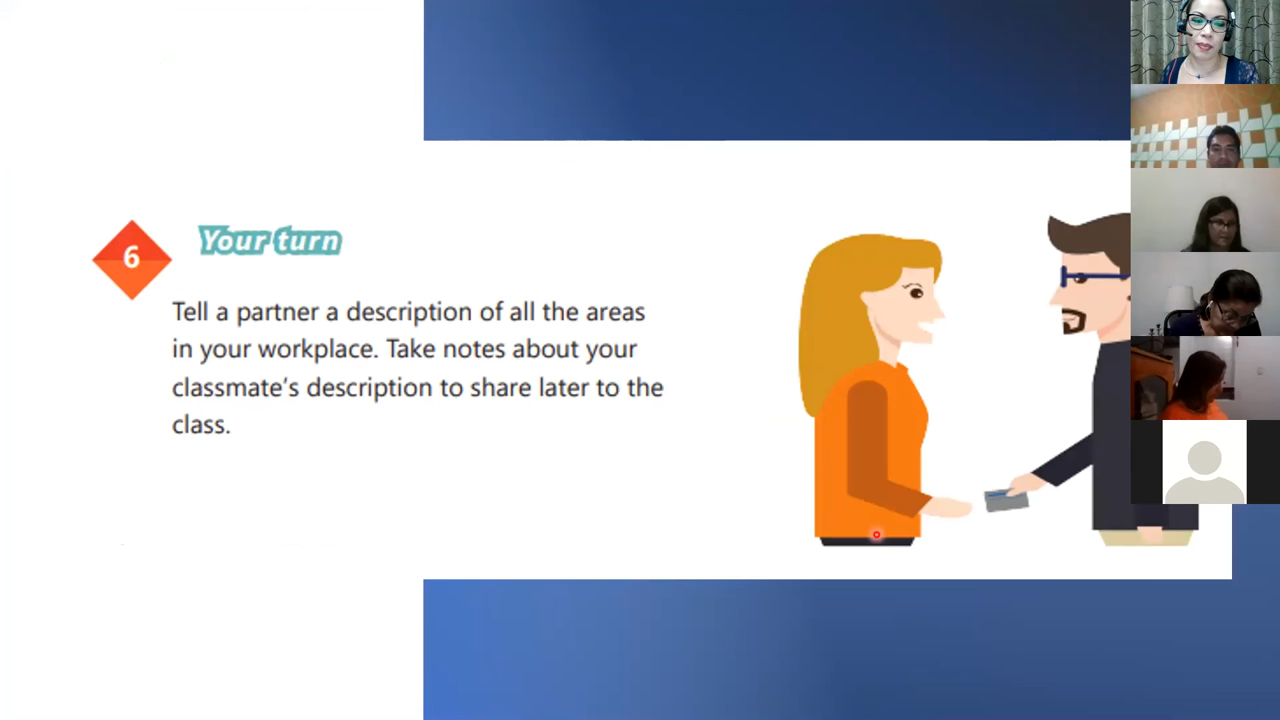 6
Your turn
Tell a partner a description of all the areas
in your workplace. Take notes about your
classmate's description to share later to the
class.